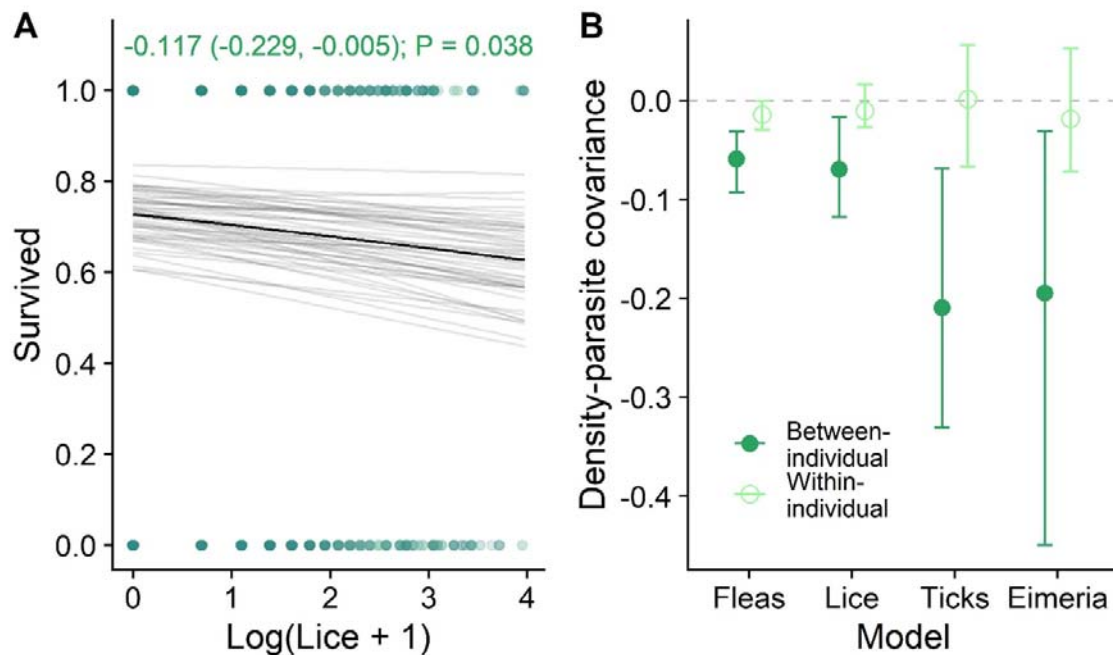 A
-0.117 (-0.229, -0.005); P = 0.038
1.0
0.8
0.6
0.4
0.2
0.0
Survived
0 1 2 3 4
Log(Lice + 1)
B
0.0
-0.1
-0.2
-0.3
-0.4
Density-parasite covariance
Between-
individual
Within-
individual
Fleas Lice Ticks Eimeria
Model